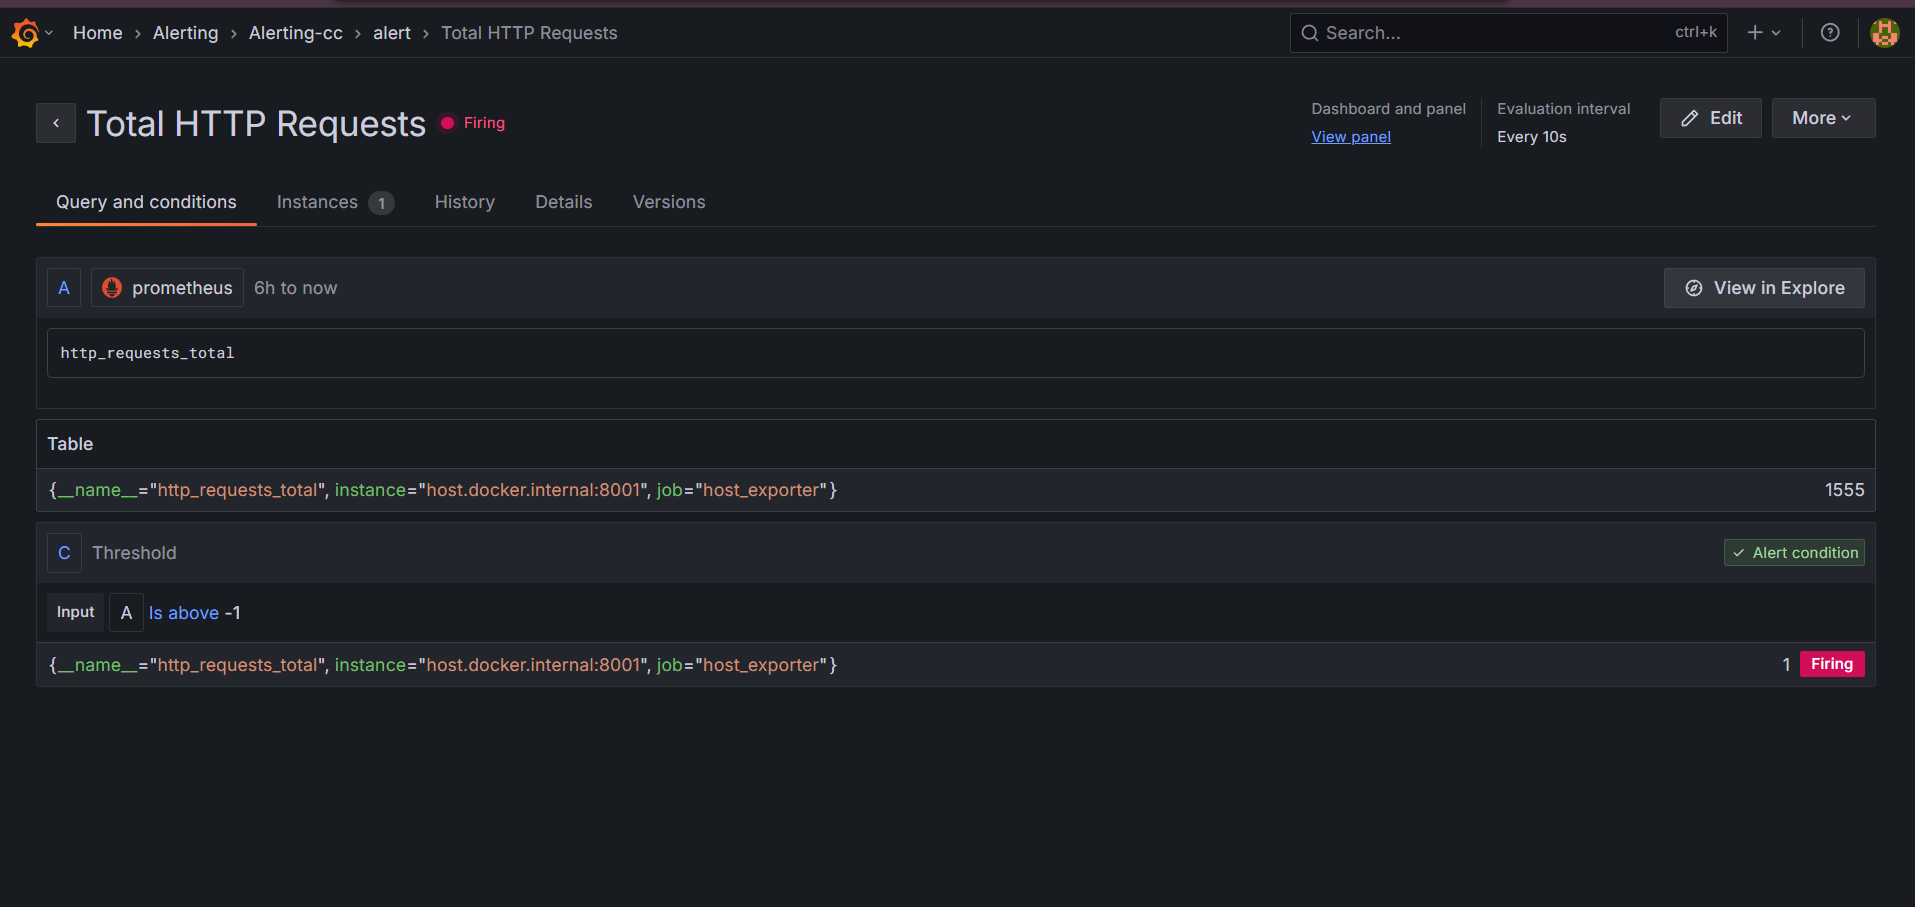 Home › Alerting › Alerting-cc › alert › Total HTTP Requests
Search... ctrl+k
Total HTTP Requests Firing
Dashboard and panel
View panel
Evaluation interval
Every 10s
Edit
More
Query and conditions Instances 1 History Details Versions
A prometheus 6h to now View in Explore
http_requests_total
Table
{__name__="http_requests_total", instance="host.docker.internal:8001", job="host_exporter"} 1555
C Threshold Alert condition
Input A Is above -1
{__name__="http_requests_total", instance="host.docker.internal:8001", job="host_exporter"} 1 Firing